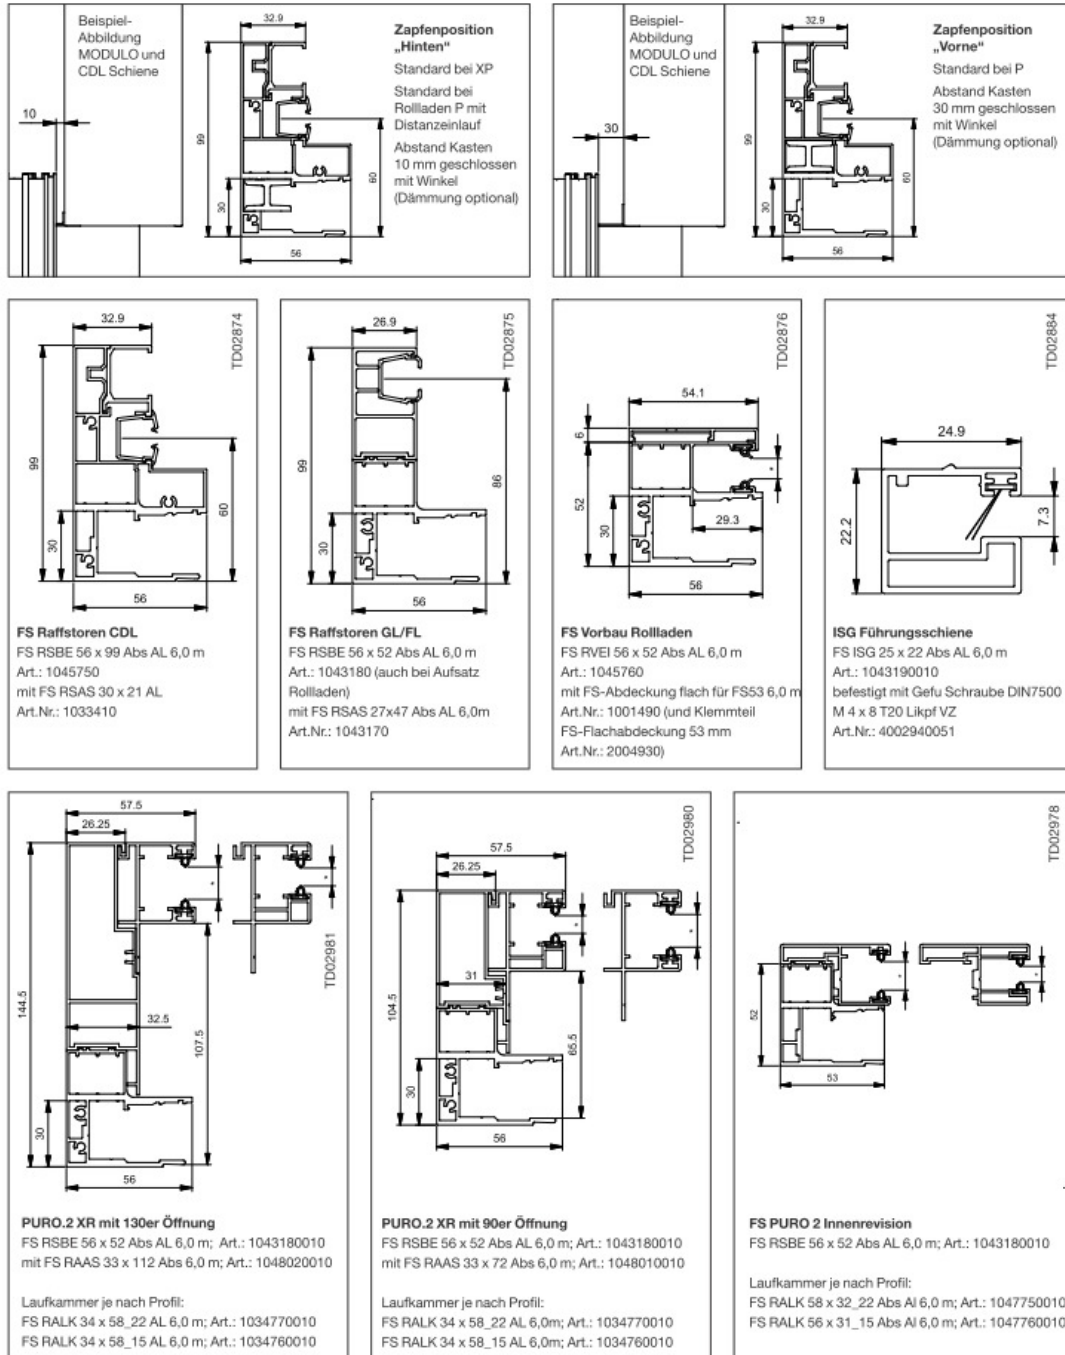 Beispiel-
Abbildung
MODULO und
CDL Schiene
10
32.9
99
30
60
56
Zapfenposition
„Hinten“
Standard bei XP
Standard bei
Rollladen P mit
Distanzeinlauf
Abstand Kasten
10 mm geschlossen
mit Winkel
(Dämmung optional)
Beispiel-
Abbildung
MODULO und
CDL Schiene
30
32.9
99
30
60
56
Zapfenposition
„Vorne“
Standard bei P
Abstand Kasten
30 mm geschlossen
mit Winkel
(Dämmung optional)
32.9
TD02874
99
30
60
56
FS Raffstoren CDL
FS RSBE 56 x 99 Abs AL 6,0 m
Art.: 1045750
mit FS RSAS 30 x 21 AL
Art.Nr.: 1033410
26.9
TD02875
99
86
30
56
FS Raffstoren GL/FL
FS RSBE 56 x 52 Abs AL 6,0 m
Art.: 1043180 (auch bei Aufsatz
Rollladen)
mit FS RSAS 27x47 Abs AL 6,0m
Art.Nr.: 1043170
TD02876
54.1
6
52
30
29.3
56
FS Vorbau Rollladen
FS RVEI 56 x 52 Abs AL 6,0 m
Art.: 1045760
mit FS-Abdeckung flach für FS53 6,0 m
Art.Nr.: 1001490 (und Klemmteil
FS-Flachabdeckung 53 mm
Art.Nr.: 2004930)
TD02884
24.9
22.2
7.3
ISG Führungsschiene
FS ISG 25 x 22 Abs AL 6,0 m
Art.: 1043190010
befestigt mit Gefu Schraube DIN7500
M 4 x 8 T20 Likpf VZ
Art.Nr.: 4002940051
57.5
26.25
TD02981
144.5
32.5
107.5
30
56
PURO.2 XR mit 130er Öffnung
FS RSBE 56 x 52 Abs AL 6,0 m; Art.: 1043180010
mit FS RAAS 33 x 112 Abs 6,0 m; Art.: 1048020010
Laufkammer je nach Profil:
FS RALK 34 x 58_22 AL 6,0 m; Art.: 1034770010
FS RALK 34 x 58_15 AL 6,0 m; Art.: 1034760010
TD02980
57.5
26.25
104.5
31
65.5
30
56
PURO.2 XR mit 90er Öffnung
FS RSBE 56 x 52 Abs AL 6,0 m; Art.: 1043180010
mit FS RAAS 33 x 72 Abs 6,0 m; Art.: 1048010010
Laufkammer je nach Profil:
FS RALK 34 x 58_22 AL 6,0m; Art.: 1034770010
FS RALK 34 x 58_15 AL 6,0m; Art.: 1034760010
TD02978
52
53
FS PURO 2 Innenrevision
FS RSBE 56 x 52 Abs AL 6,0 m; Art.: 1043180010
Laufkammer je nach Profil:
FS RALK 58 x 32_22 Abs Al 6,0 m; Art.: 1047750010
FS RALK 56 x 31_15 Abs Al 6,0 m; Art.: 1047760010